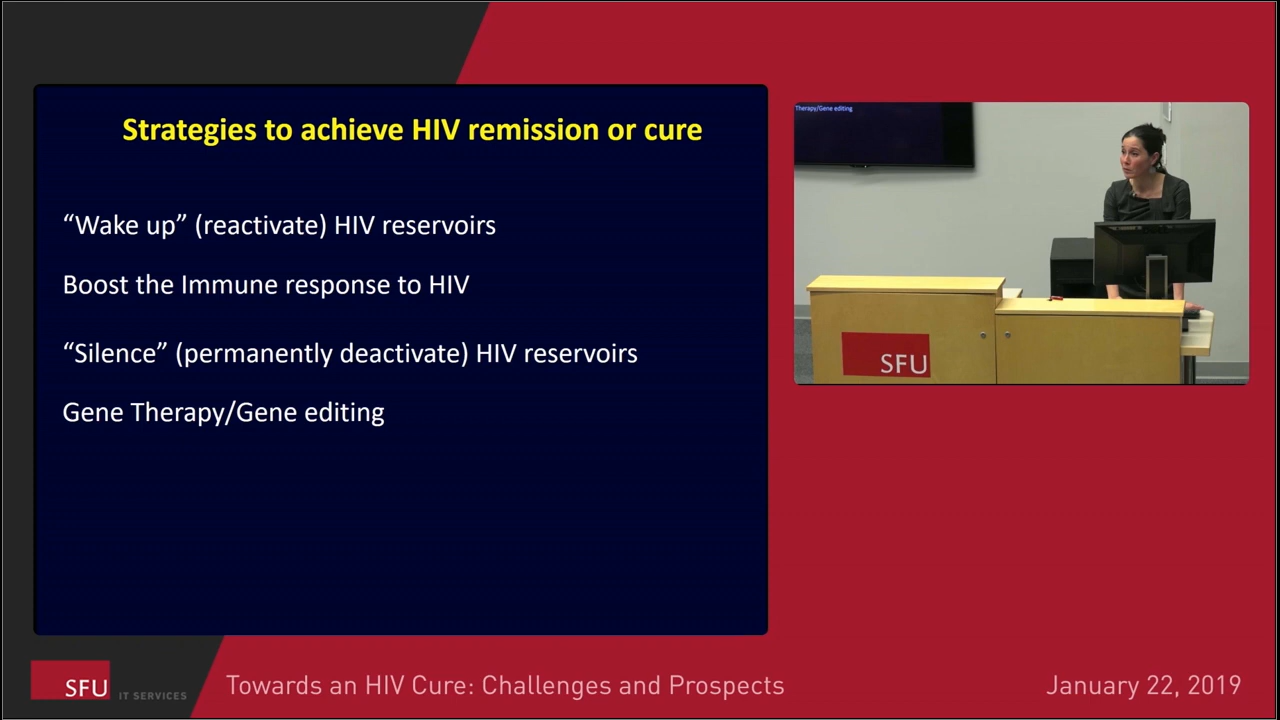 Strategies to achieve HIV remission or cure
“Wake up” (reactivate) HIV reservoirs
Boost the Immune response to HIV
“Silence” (permanently deactivate) HIV reservoirs
Gene Therapy/Gene editing
Therapy/Gene editing
SFU
SFU IT SERVICES
Towards an HIV Cure: Challenges and Prospects
January 22, 2019